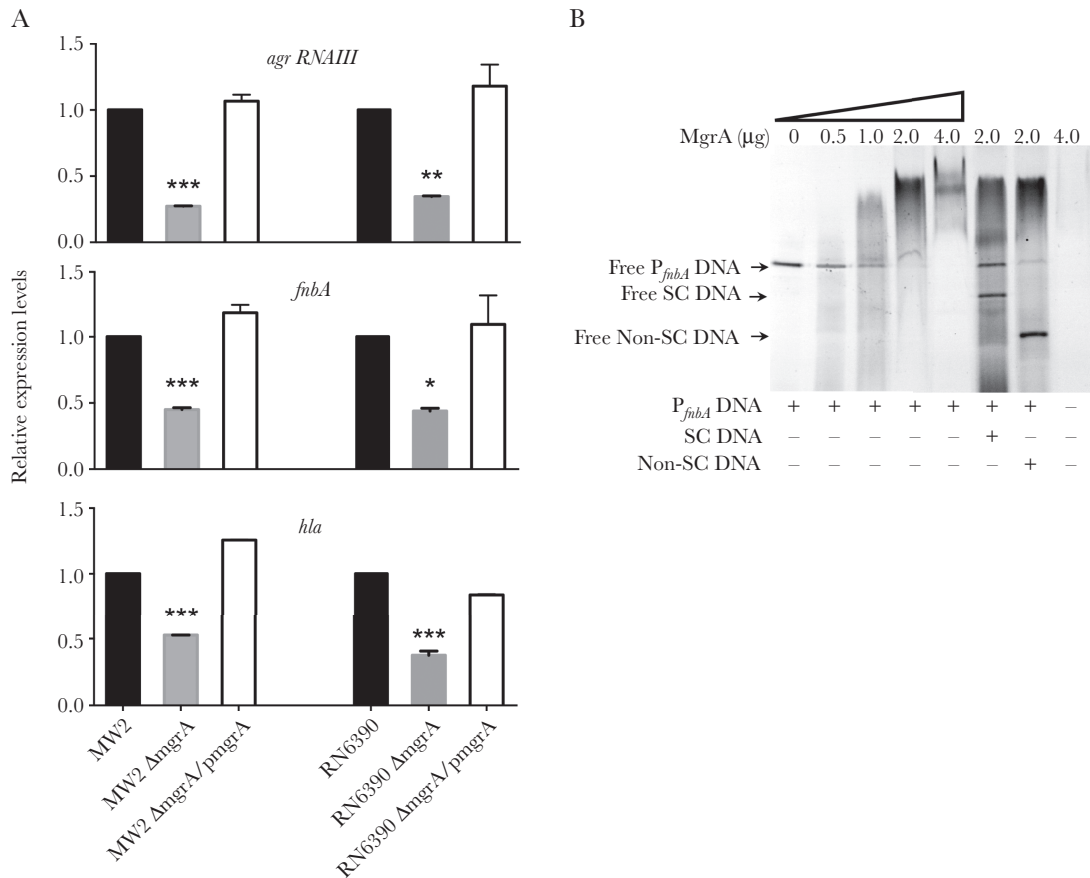 A
Relative expression levels
agr RNAIII
1.5
1.0
0.5
0.0
***
**
fnbA
1.5
1.0
0.5
0.0
***
*
hla
1.5
1.0
0.5
0.0
***
***
MW2
MW2 ΔmgrA
MW2 ΔmgrA/pmgrA
RN6390
RN6390 ΔmgrA
RN6390 ΔmgrA/pmgrA
B
MgrA (μg) 0 0.5 1.0 2.0 4.0 2.0 2.0 4.0
Free PfnbA DNA
Free SC DNA
Free Non-SC DNA
PfnbA DNA + + + + + + + –
SC DNA – – – – – + – –
Non-SC DNA – – – – – – + –